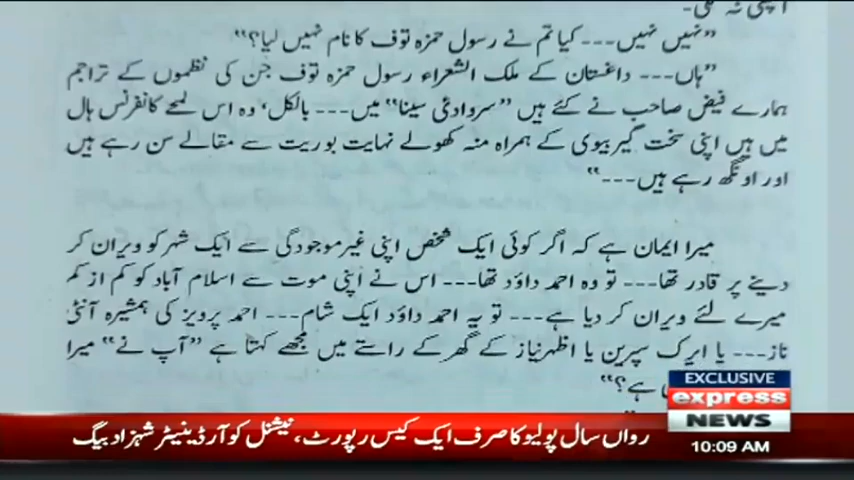 اپنی نہ تھی۔
"نہیں نہیں۔۔۔ کیا تم نے رسول حمزہ توف کا نام نہیں لیا؟"
"ہاں۔۔۔ داغستان کے ملک الشعراء رسول حمزہ توف جن کی نظموں کے تراجم
ہمارے فیض صاحب نے کئے ہیں "سروادئی سینا" میں۔۔۔ بالکل، وہ اس لمحے کانفرنس ہال
میں ہیں اپنی سخت گیر بیوی کے ہمراہ منہ کھولے نہایت بوریت سے مقالے سن رہے ہیں
اور اونگھ رہے ہیں۔۔۔"
میرا ایمان ہے کہ اگر کوئی ایک شخص اپنی غیر موجودگی سے ایک شہر کو ویران کر
دینے پر قادر تھا۔۔۔ تو وہ احمد داؤد تھا۔۔۔ اس نے اپنی موت سے اسلام آباد کو کم از کم
میرے لئے ویران کر دیا ہے۔۔۔ تو یہ احمد داؤد ایک شام۔۔۔ احمد پرویز کی ہمشیرہ آنٹی
ناز۔۔۔ یا ایرک سپرین یا اظہر نیاز کے گھر کے راستے میں مجھے کہتا ہے "آپ نے" میرا
ہے؟"
EXCLUSIVE
express
NEWS
10:09 AM
رواں سال پولیو کا صرف ایک کیس رپورٹ، نیشنل کوآرڈینیٹر شہزاد بیگ